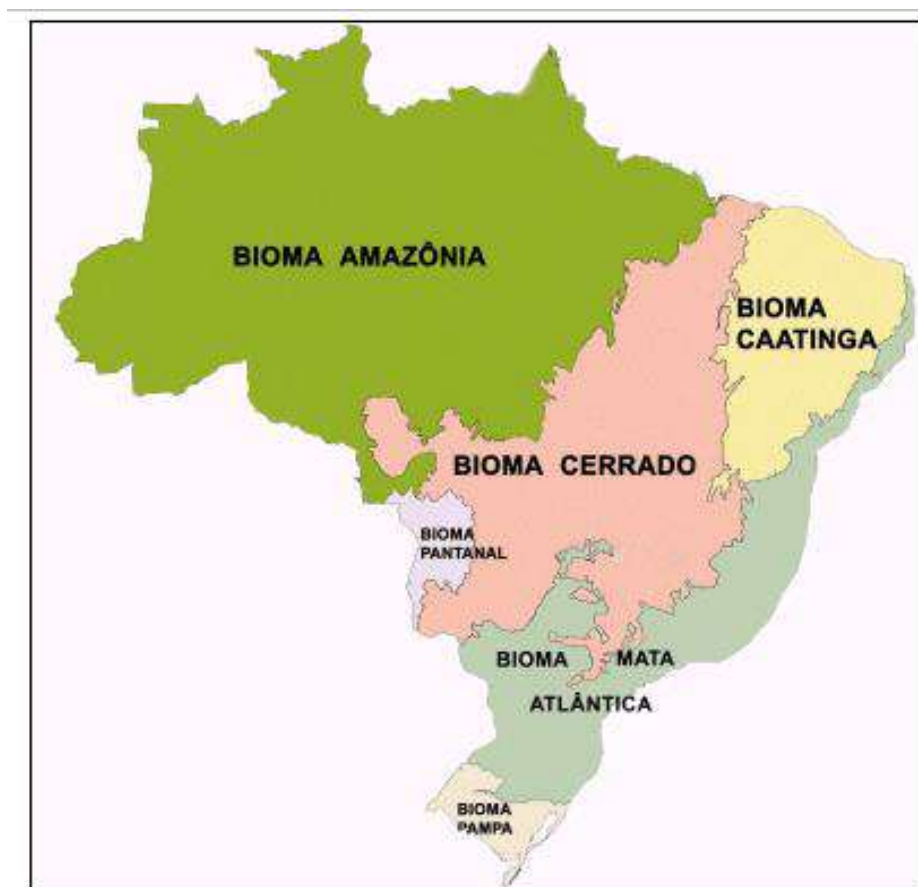 BIOMA AMAZÔNIA
BIOMA
CAATINGA
BIOMA CERRADO
BIOMA
PANTANAL
BIOMA MATA
ATLÂNTICA
BIOMA
PAMPA